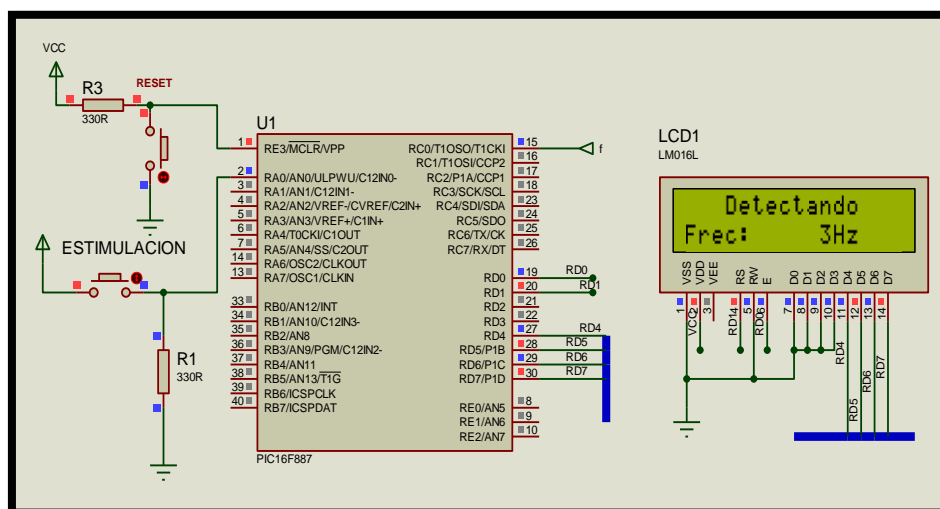 VCC
R3
330R
RESET
ESTIMULACION
R1
330R
U1
1 RE3/MCLR/VPP
2 RA0/AN0/ULPWU/C12IN0-
3 RA1/AN1/C12IN1-
4 RA2/AN2/VREF-/CVREF/C2IN+
5 RA3/AN3/VREF+/C1IN+
6 RA4/T0CKI/C1OUT
7 RA5/AN4/SS/C2OUT
14 RA6/OSC2/CLKOUT
13 RA7/OSC1/CLKIN
33 RB0/AN12/INT
34 RB1/AN10/C12IN3-
35 RB2/AN8
36 RB3/AN9/PGM/C12IN2-
37 RB4/AN11
38 RB5/AN13/T1G
39 RB6/ICSPCLK
40 RB7/ICSPDAT
RC0/T1OSO/T1CKI 15
RC1/T1OSI/CCP2 16
RC2/P1A/CCP1 17
RC3/SCK/SCL 18
RC4/SDI/SDA 23
RC5/SDO 24
RC6/TX/CK 25
RC7/RX/DT 26
RD0 19 RD0
RD1 20 RD1
RD2 21
RD3 22
RD4 27 RD4
RD5/P1B 28 RD5
RD6/P1C 29 RD6
RD7/P1D 30 RD7
RE0/AN5 8
RE1/AN6 9
RE2/AN7 10
PIC16F887
f
LCD1
LM016L
Detectando
Frec: 3Hz
VSS VDD VEE RS RW E D0 D1 D2 D3 D4 D5 D6 D7
1 2 3 4 5 6 7 8 9 10 11 12 13 14
VCC RD1 RD0 RD4 RD5 RD6 RD7